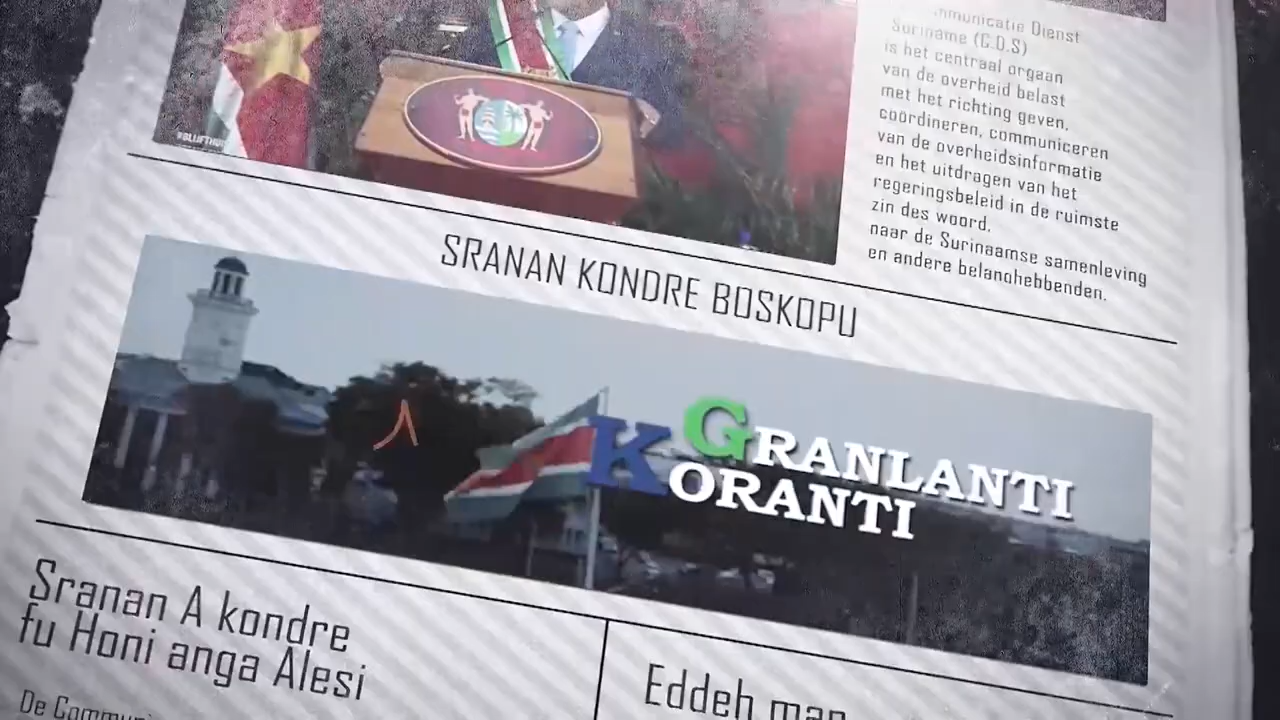 Dienst
Suriname (C.D.S)
is het centraal orgaan
van de overheid belast
met het richting geven,
coördineren, communiceren
van de overheidsinformatie
en het uitdragen van het
regeringsbeleid in de ruimste
zin des woord.
naar de Surinaamse samenleving
en andere belanghebbenden.
SRANAN KONDRE BOSKOPU
GRANLANTI
KORANTI
Sranan A kondre
fu Honi anga Alesi
De
Eddeh man